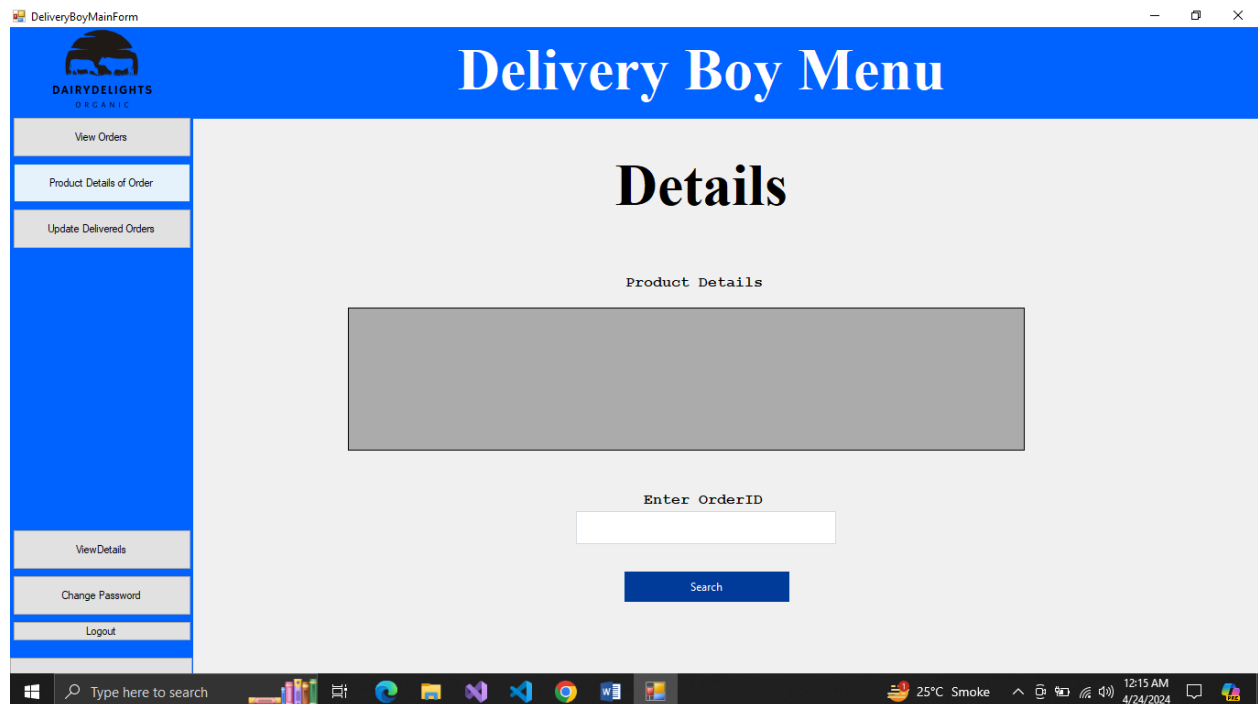 DeliveryBoyMainForm
DAIRYDELIGHTS
ORGANIC
Delivery Boy Menu
View Orders
Product Details of Order
Update Delivered Orders
ViewDetails
Change Password
Logout
Details
Product Details
Enter OrderID
Search
Type here to search
25°C Smoke
12:15 AM
4/24/2024